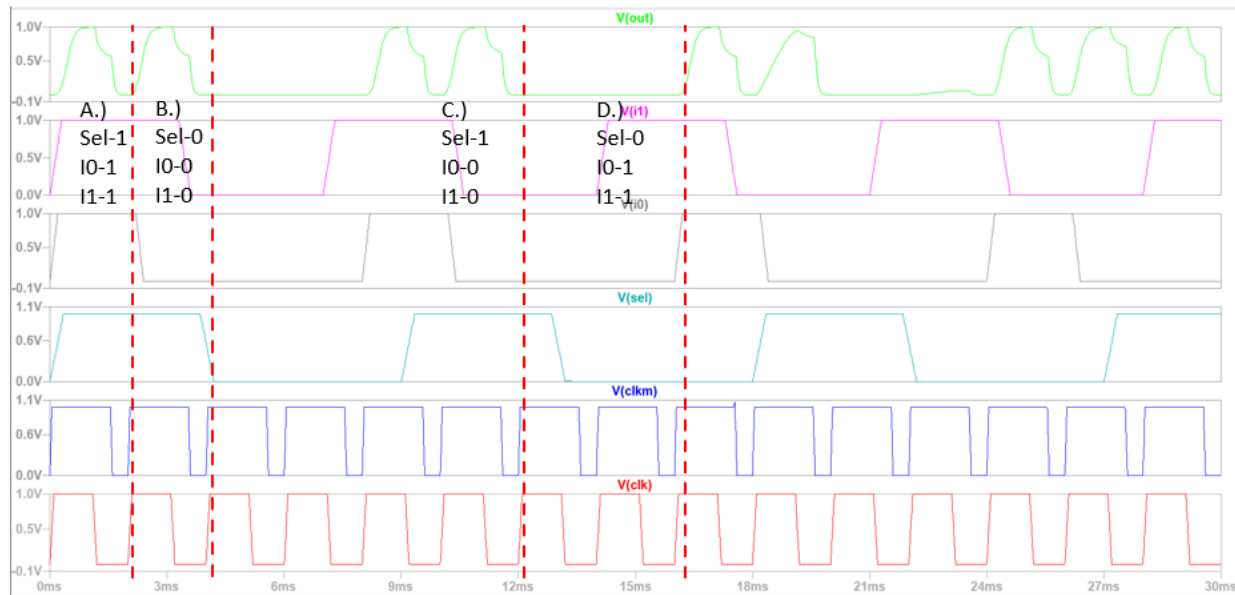 V(out)
1.0V
0.5V
-0.1V
A.)
Sel-1
I0-1
I1-1
B.)
Sel-0
I0-0
I1-0
C.)
Sel-1
I0-0
I1-0
D.)
Sel-0
I0-1
I1-1
V(i1)
1.0V
0.5V
0.0V
V(i0)
1.0V
0.5V
-0.1V
V(sel)
1.1V
0.6V
0.0V
V(clkm)
1.1V
0.6V
0.0V
V(clk)
1.0V
0.5V
-0.1V
0ms 3ms 6ms 9ms 12ms 15ms 18ms 21ms 24ms 27ms 30ms